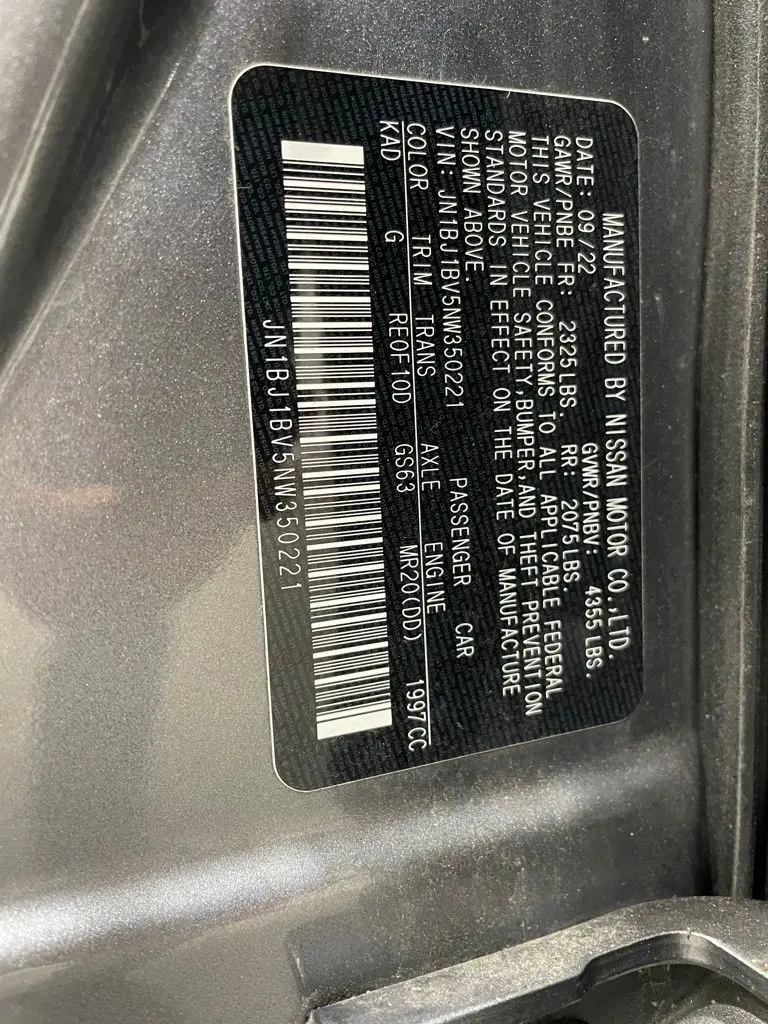 MANUFACTURED BY NISSAN MOTOR CO.,LTD.
DATE: 09/22 GVWR/PNBV: 4355 LBS.
GAWR/PNBE FR: 2325 LBS. RR: 2075 LBS.
THIS VEHICLE CONFORMS TO ALL APPLICABLE FEDERAL
MOTOR VEHICLE SAFETY,BUMPER,AND THEFT PREVENTION
STANDARDS IN EFFECT ON THE DATE OF MANUFACTURE
SHOWN ABOVE.
VIN: JN1BJ1BV5NW350221 PASSENGER CAR
COLOR TRIM TRANS AXLE ENGINE
KAD G REOF10D GS63 MR20(DD) 1997CC
JN1BJ1BV5NW350221